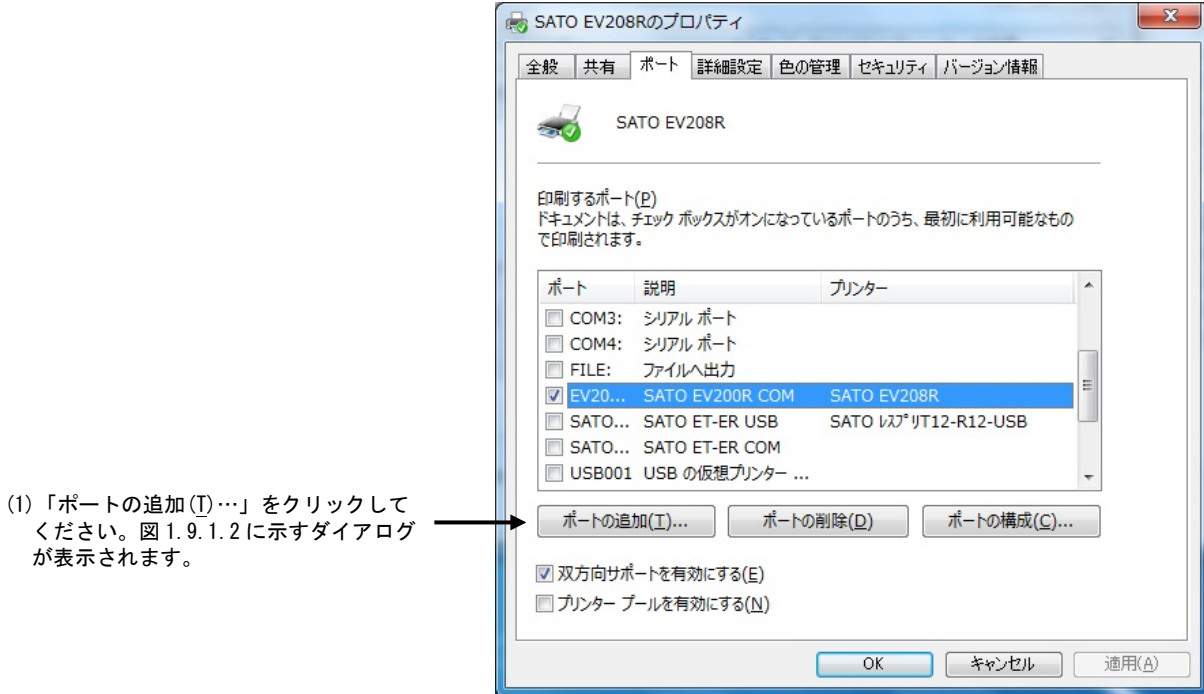 SATO EV208Rのプロパティ
全般 共有 ポート 詳細設定 色の管理 セキュリティ バージョン情報
SATO EV208R
印刷するポート(P)
ドキュメントは、チェック ボックスがオンになっているポートのうち、最初に利用可能なもの
で印刷されます。
ポート 説明 プリンター
COM3: シリアル ポート
COM4: シリアル ポート
FILE: ファイルへ出力
EV20... SATO EV200R COM SATO EV208R
SATO... SATO ET-ER USB SATO ﾚｽﾌﾟﾘT12-R12-USB
SATO... SATO ET-ER COM
USB001 USB の仮想プリンター ...
(1)「ポートの追加(T)…」をクリックして
ください。図 1.9.1.2 に示すダイアログ
が表示されます。
ポートの追加(T)... ポートの削除(D) ポートの構成(C)...
双方向サポートを有効にする(E)
プリンター プールを有効にする(N)
OK キャンセル 適用(A)